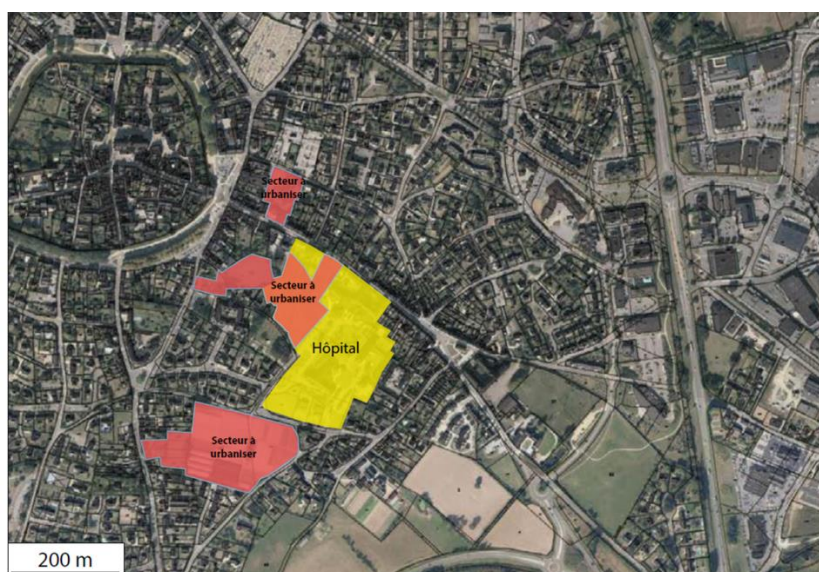 Secteur à
urbaniser
Secteur à
urbaniser
Hôpital
Secteur à
urbaniser
200 m